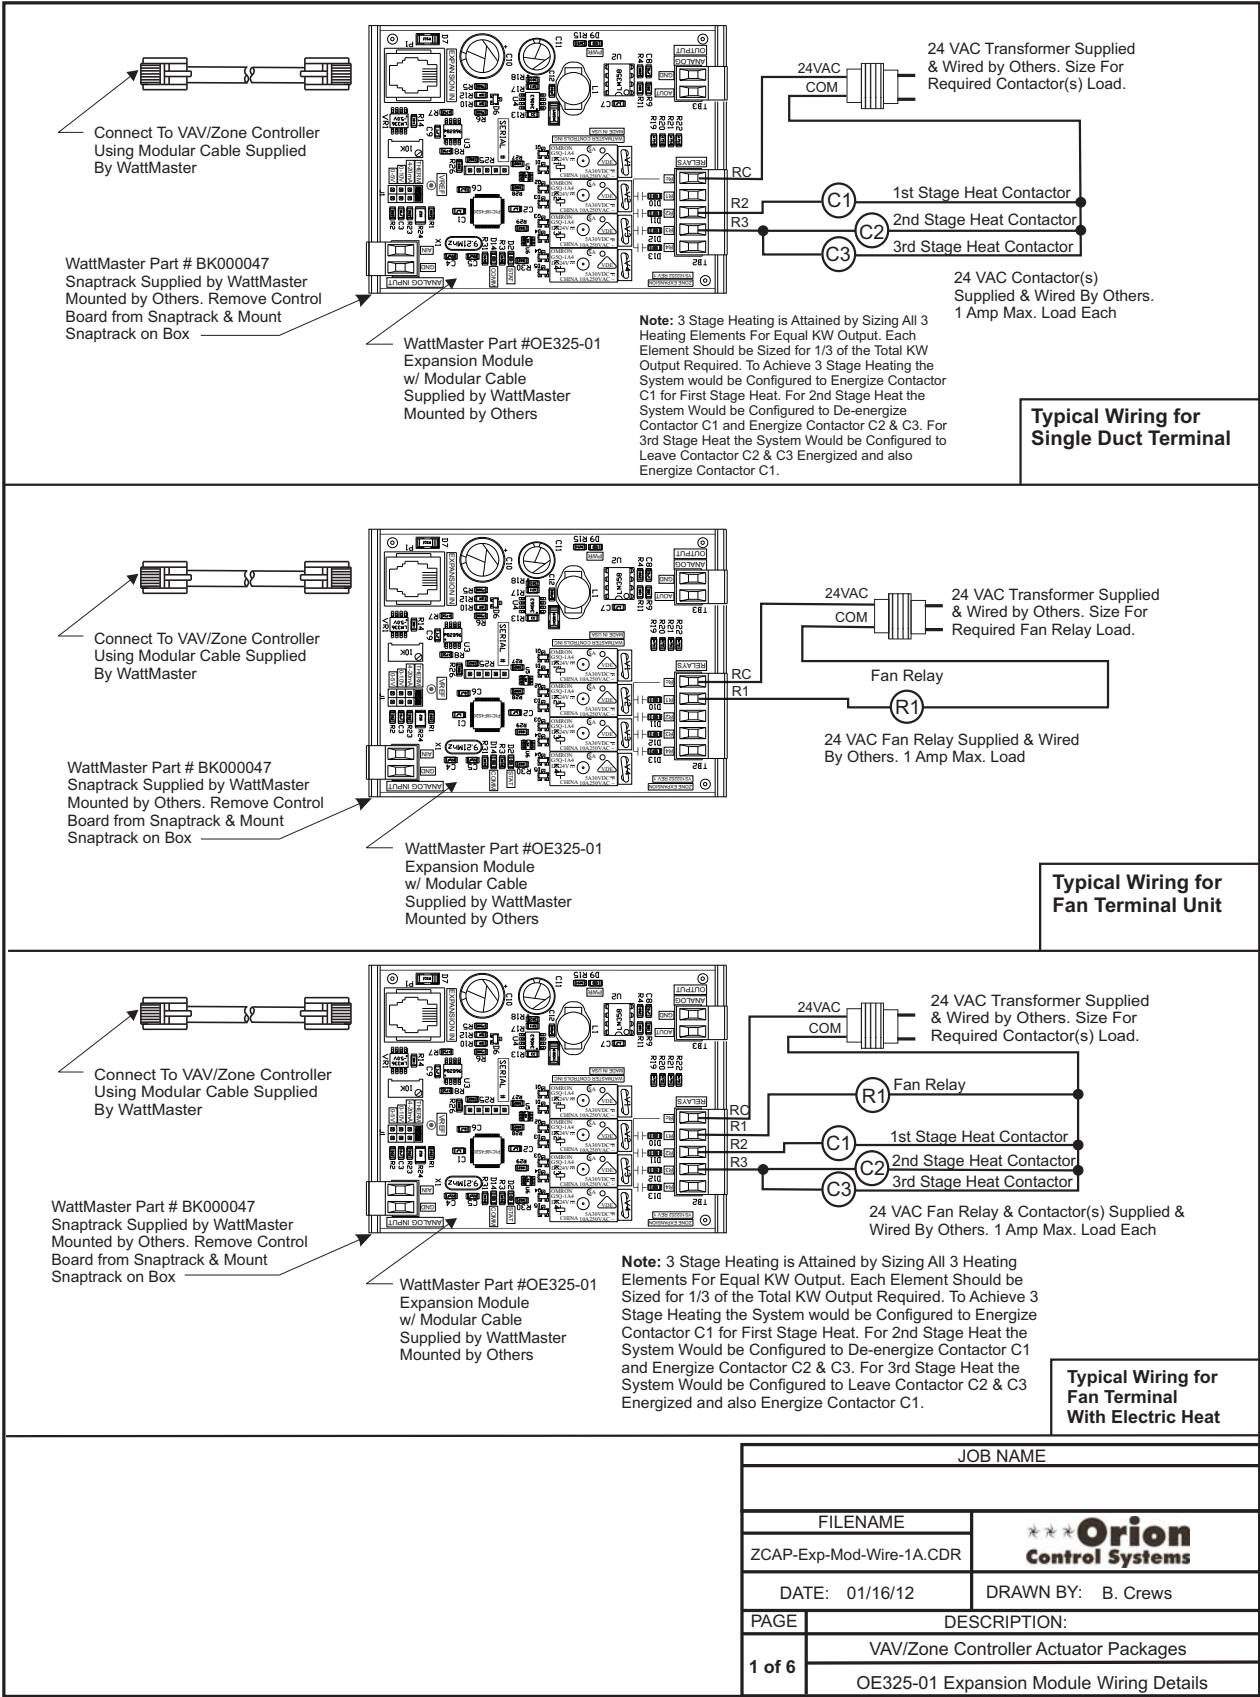 24 VAC Transformer Supplied
& Wired by Others. Size For
Required Contactor(s) Load.
24VAC
COM
Connect To VAV/Zone Controller
Using Modular Cable Supplied
By WattMaster
RC
R2
R3
C1
1st Stage Heat Contactor
C2
2nd Stage Heat Contactor
C3
3rd Stage Heat Contactor
WattMaster Part # BK000047
Snaptrack Supplied by WattMaster
Mounted by Others. Remove Control
Board from Snaptrack & Mount
Snaptrack on Box
24 VAC Contactor(s)
Supplied & Wired By Others.
1 Amp Max. Load Each
WattMaster Part #OE325-01
Expansion Module
w/ Modular Cable
Supplied by WattMaster
Mounted by Others
Note: 3 Stage Heating is Attained by Sizing All 3
Heating Elements For Equal KW Output. Each
Element Should be Sized for 1/3 of the Total KW
Output Required. To Achieve 3 Stage Heating the
System would be Configured to Energize Contactor
C1 for First Stage Heat. For 2nd Stage Heat the
System Would be Configured to De-energize
Contactor C1 and Energize Contactor C2 & C3. For
3rd Stage Heat the System Would be Configured to
Leave Contactor C2 & C3 Energized and also
Energize Contactor C1.
Typical Wiring for
Single Duct Terminal
24VAC
COM
24 VAC Transformer Supplied
& Wired by Others. Size For
Required Fan Relay Load.
Connect To VAV/Zone Controller
Using Modular Cable Supplied
By WattMaster
RC
R1
Fan Relay
R1
24 VAC Fan Relay Supplied & Wired
By Others. 1 Amp Max. Load
WattMaster Part # BK000047
Snaptrack Supplied by WattMaster
Mounted by Others. Remove Control
Board from Snaptrack & Mount
Snaptrack on Box
WattMaster Part #OE325-01
Expansion Module
w/ Modular Cable
Supplied by WattMaster
Mounted by Others
Typical Wiring for
Fan Terminal Unit
24VAC
COM
24 VAC Transformer Supplied
& Wired by Others. Size For
Required Contactor(s) Load.
Connect To VAV/Zone Controller
Using Modular Cable Supplied
By WattMaster
RC
R1
R2
R3
R1
Fan Relay
C1
1st Stage Heat Contactor
C2
2nd Stage Heat Contactor
C3
3rd Stage Heat Contactor
24 VAC Fan Relay & Contactor(s) Supplied &
Wired By Others. 1 Amp Max. Load Each
WattMaster Part # BK000047
Snaptrack Supplied by WattMaster
Mounted by Others. Remove Control
Board from Snaptrack & Mount
Snaptrack on Box
WattMaster Part #OE325-01
Expansion Module
w/ Modular Cable
Supplied by WattMaster
Mounted by Others
Note: 3 Stage Heating is Attained by Sizing All 3 Heating
Elements For Equal KW Output. Each Element Should be
Sized for 1/3 of the Total KW Output Required. To Achieve 3
Stage Heating the System would be Configured to Energize
Contactor C1 for First Stage Heat. For 2nd Stage Heat the
System Would be Configured to De-energize Contactor C1
and Energize Contactor C2 & C3. For 3rd Stage Heat the
System Would be Configured to Leave Contactor C2 & C3
Energized and also Energize Contactor C1.
Typical Wiring for
Fan Terminal
With Electric Heat
JOB NAME
FILENAME
ZCAP-Exp-Mod-Wire-1A.CDR
Orion
Control Systems
DATE: 01/16/12
DRAWN BY: B. Crews
PAGE
DESCRIPTION:
1 of 6
VAV/Zone Controller Actuator Packages
OE325-01 Expansion Module Wiring Details